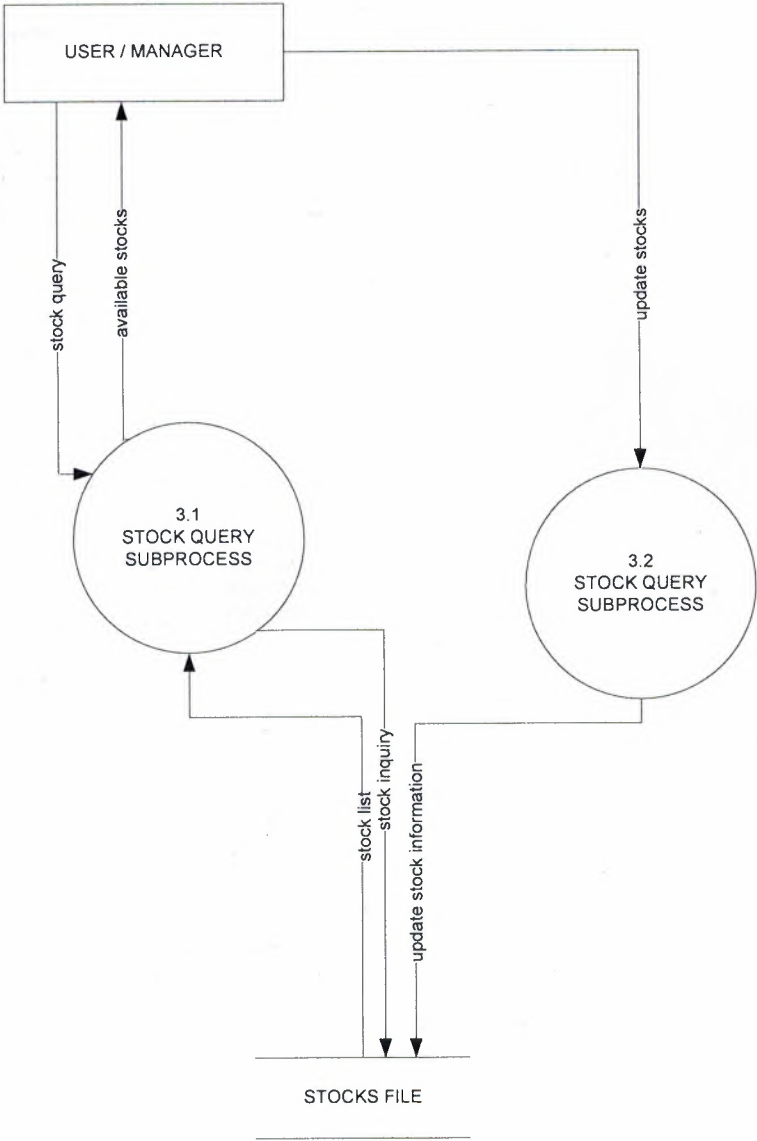 USER / MANAGER
stock query
available stocks
update stocks
3.1
STOCK QUERY
SUBPROCESS
3.2
STOCK QUERY
SUBPROCESS
stock list
stock inquiry
update stock information
STOCKS FILE